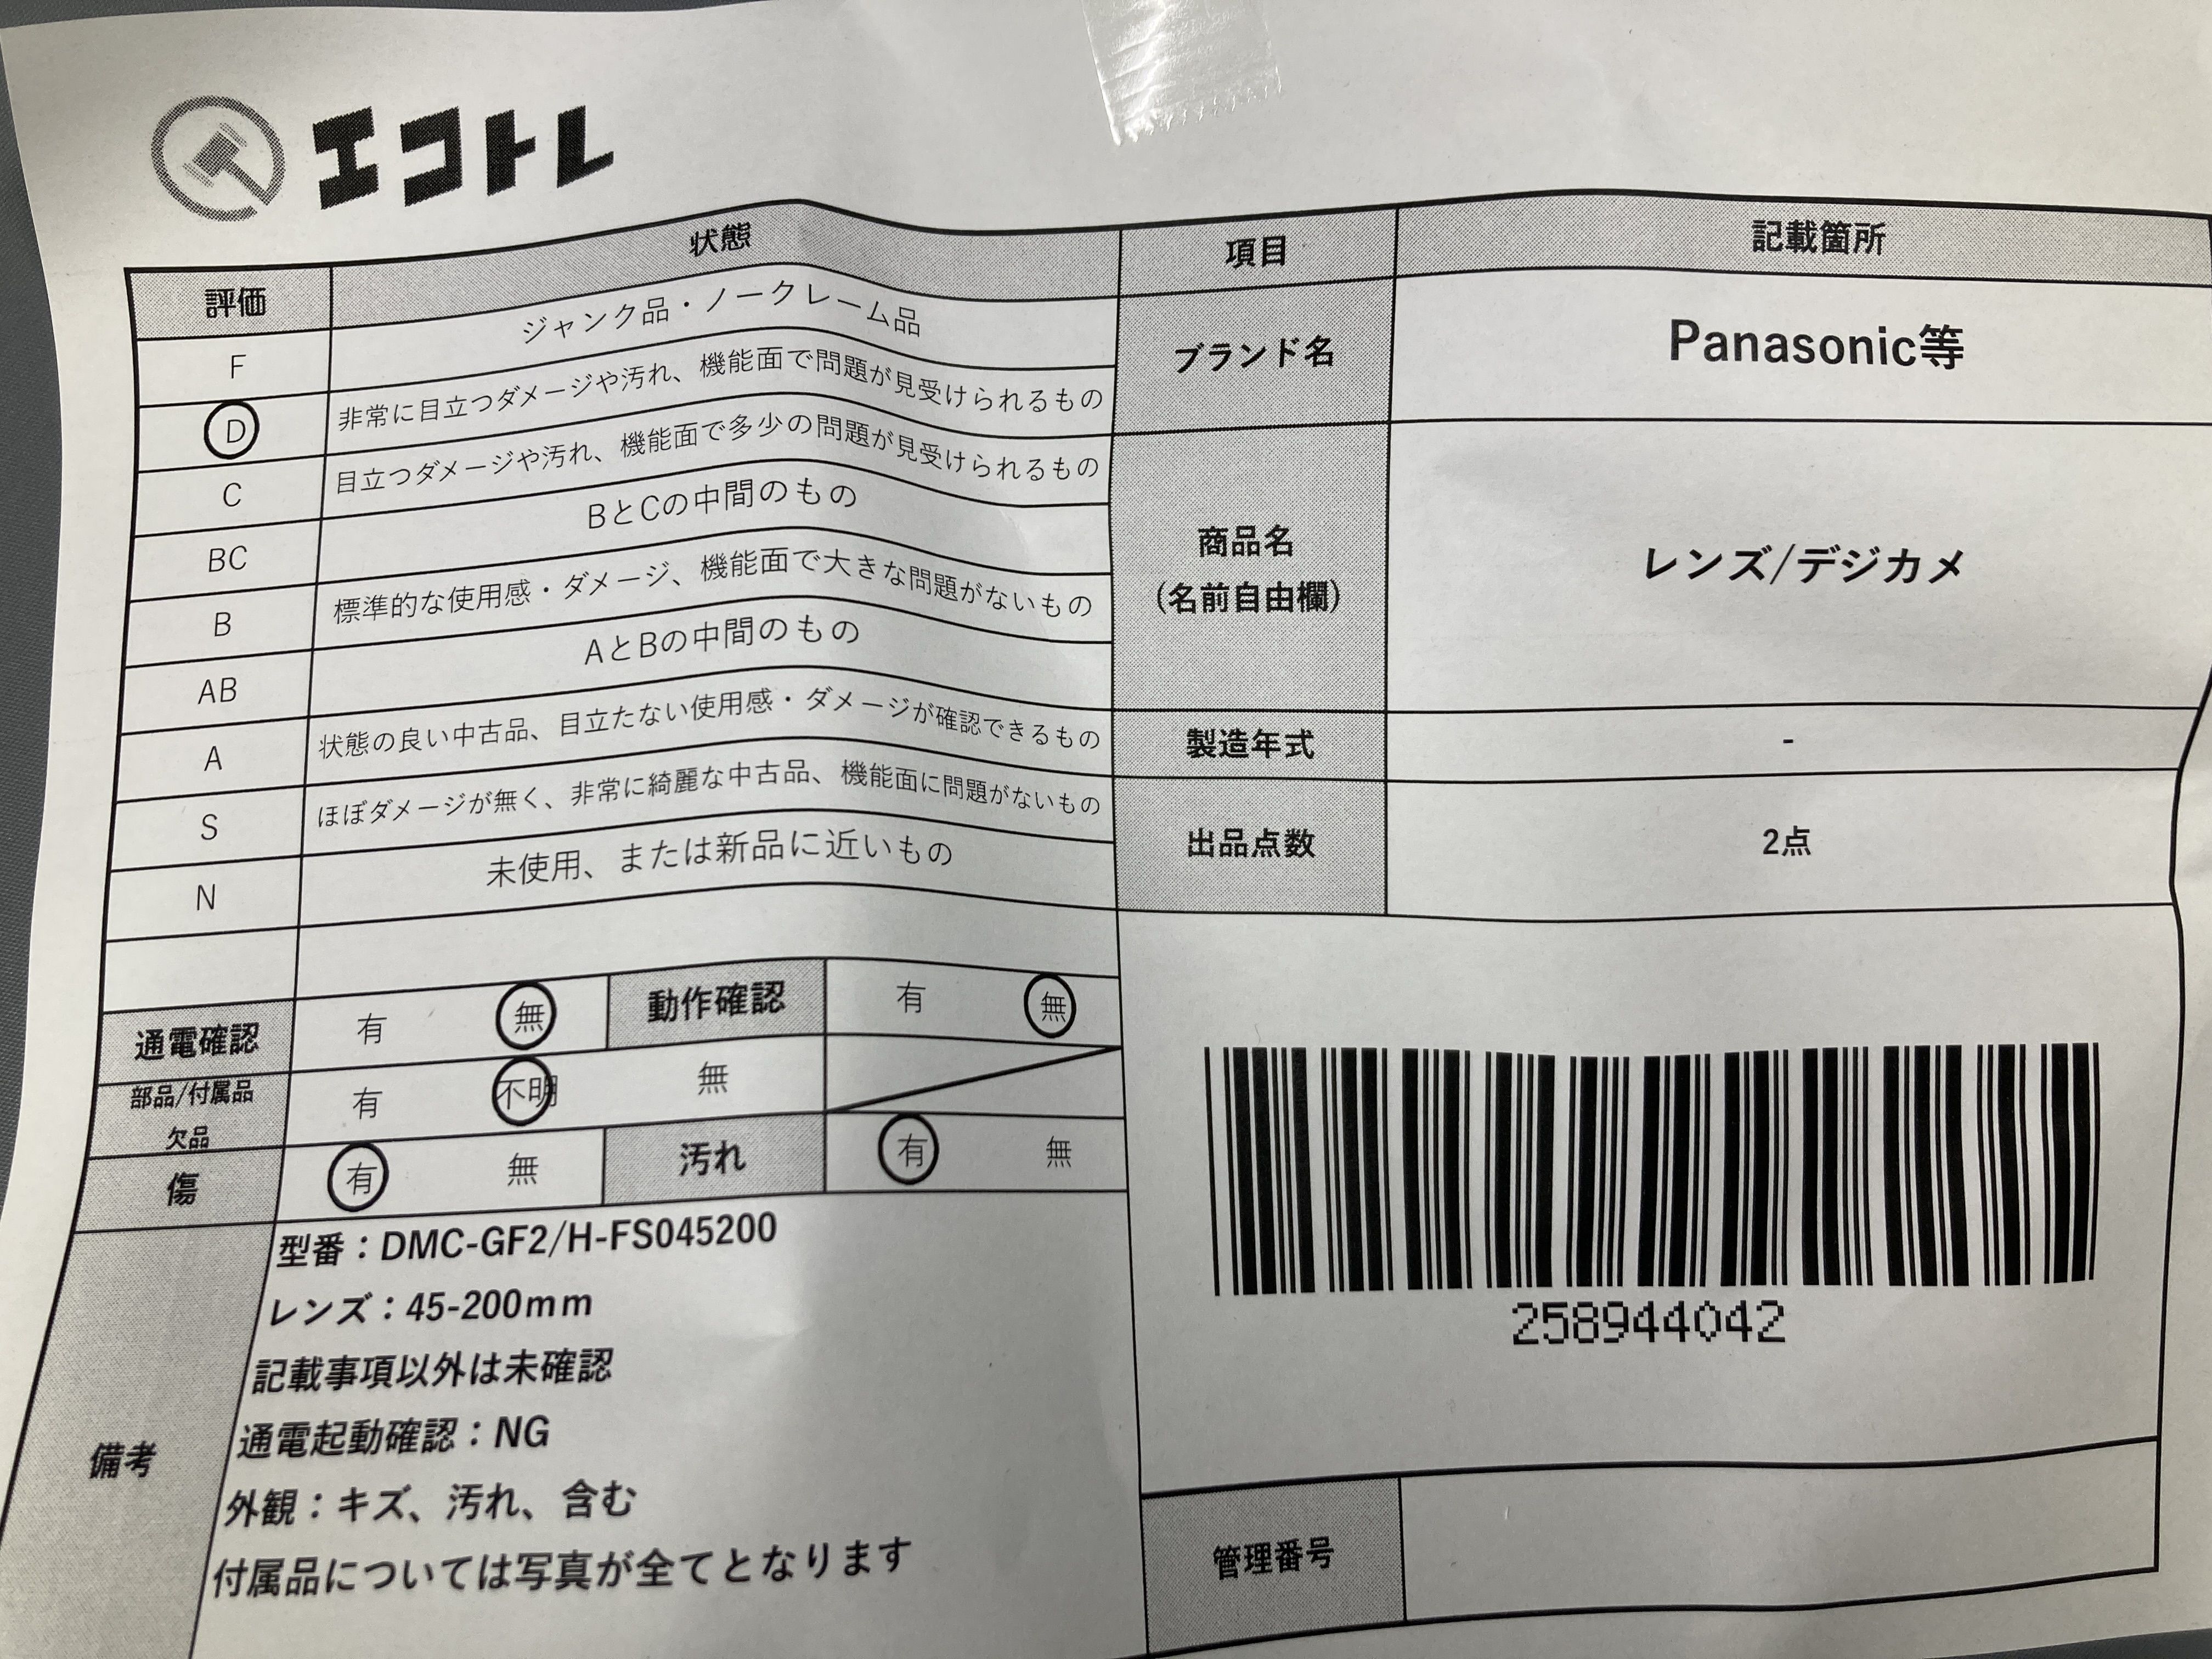 エコトレ
評価 状態
F ジャンク品・ノークレーム品
D 非常に目立つダメージや汚れ、機能面で問題が見受けられるもの
C 目立つダメージや汚れ、機能面で多少の問題が見受けられるもの
BC BとCの中間のもの
B 標準的な使用感・ダメージ、機能面で大きな問題がないもの
AB AとBの中間のもの
A 状態の良い中古品、目立たない使用感・ダメージが確認できるもの
S ほぼダメージが無く、非常に綺麗な中古品、機能面に問題がないもの
N 未使用、または新品に近いもの
通電確認 有 無 動作確認 有 無
部品/付属品
欠品 有 不明 無
傷 有 無 汚れ 有 無
備考
型番：DMC-GF2/H-FS045200
レンズ：45-200mm
記載事項以外は未確認
通電起動確認：NG
外観：キズ、汚れ、含む
付属品については写真が全てとなります
項目 記載箇所
ブランド名 Panasonic等
商品名
（名前自由欄） レンズ/デジカメ
製造年式 -
出品点数 2点
258944042
管理番号